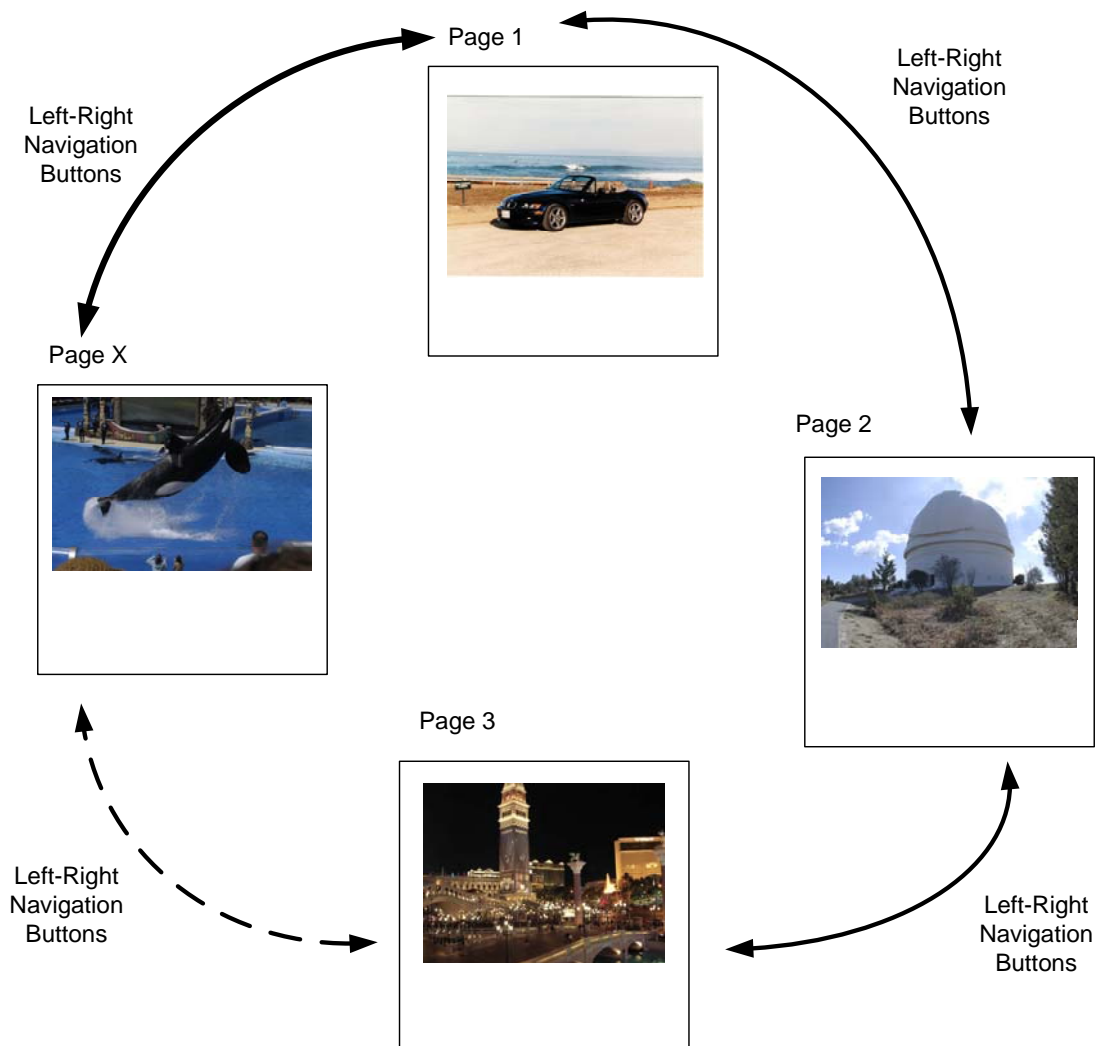 Page 1
Left-Right
Navigation
Buttons
Left-Right
Navigation
Buttons
Page X
Page 2
Page 3
Left-Right
Navigation
Buttons
Left-Right
Navigation
Buttons